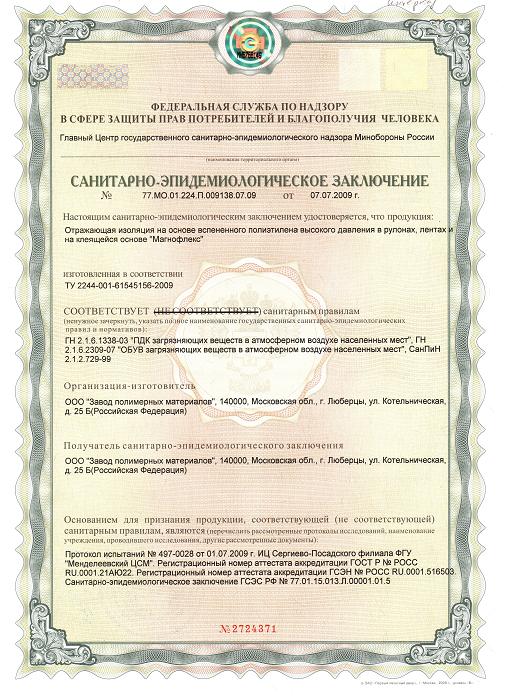 ФЕДЕРАЛЬНАЯ СЛУЖБА ПО НАДЗОРУ
В СФЕРЕ ЗАЩИТЫ ПРАВ ПОТРЕБИТЕЛЕЙ И БЛАГОПОЛУЧИЯ ЧЕЛОВЕКА
Главный Центр государственного санитарно-эпидемиологического надзора Минобороны России
(наименование территориального органа)
САНИТАРНО-ЭПИДЕМИОЛОГИЧЕСКОЕ ЗАКЛЮЧЕНИЕ
№ 77.МО.01.224.П.009138.07.09 от 07.07.2009 г.
Настоящим санитарно-эпидемиологическим заключением удостоверяется, что продукция:
Отражающая изоляция на основе вспененного полиэтилена высокого давления в рулонах, лентах и
на клеящейся основе "Магнофлекс"
изготовленная в соответствии
ТУ 2244-001-61545156-2009
СООТВЕТСТВУЕТ (НЕ СООТВЕТСТВУЕТ) санитарным правилам
(ненужное зачеркнуть, указать полное наименование государственных санитарно-эпидемиологических
правил и нормативов):
ГН 2.1.6.1338-03 "ПДК загрязняющих веществ в атмосферном воздухе населенных мест", ГН
2.1.6.2309-07 "ОБУВ загрязняющих веществ в атмосферном воздухе населенных мест", СанПиН
2.1.2.729-99
Организация-изготовитель
ООО "Завод полимерных материалов", 140000, Московская обл., г. Люберцы, ул. Котельническая,
д. 25 Б(Российская Федерация)
Получатель санитарно-эпидемиологического заключения
ООО "Завод полимерных материалов", 140000, Московская обл., г. Люберцы, ул. Котельническая,
д. 25 Б(Российская Федерация)
Основанием для признания продукции, соответствующей (не соответствующей)
санитарным правилам, являются (перечислить рассмотренные протоколы исследований, наименование
учреждения, проводившего исследования, другие рассмотренные документы):
Протокол испытаний № 497-0028 от 01.07.2009 г. ИЦ Сергиево-Посадского филиала ФГУ
"Менделеевский ЦСМ". Регистрационный номер аттестата аккредитации ГОСТ Р № РОСС
RU.0001.21АЮ22. Регистрационный номер аттестата аккредитации ГСЭН № РОСС RU.0001.516503.
Санитарно-эпидемиологическое заключение ГСЭС РФ № 77.01.15.013.Л.00001.01.5
№2724371